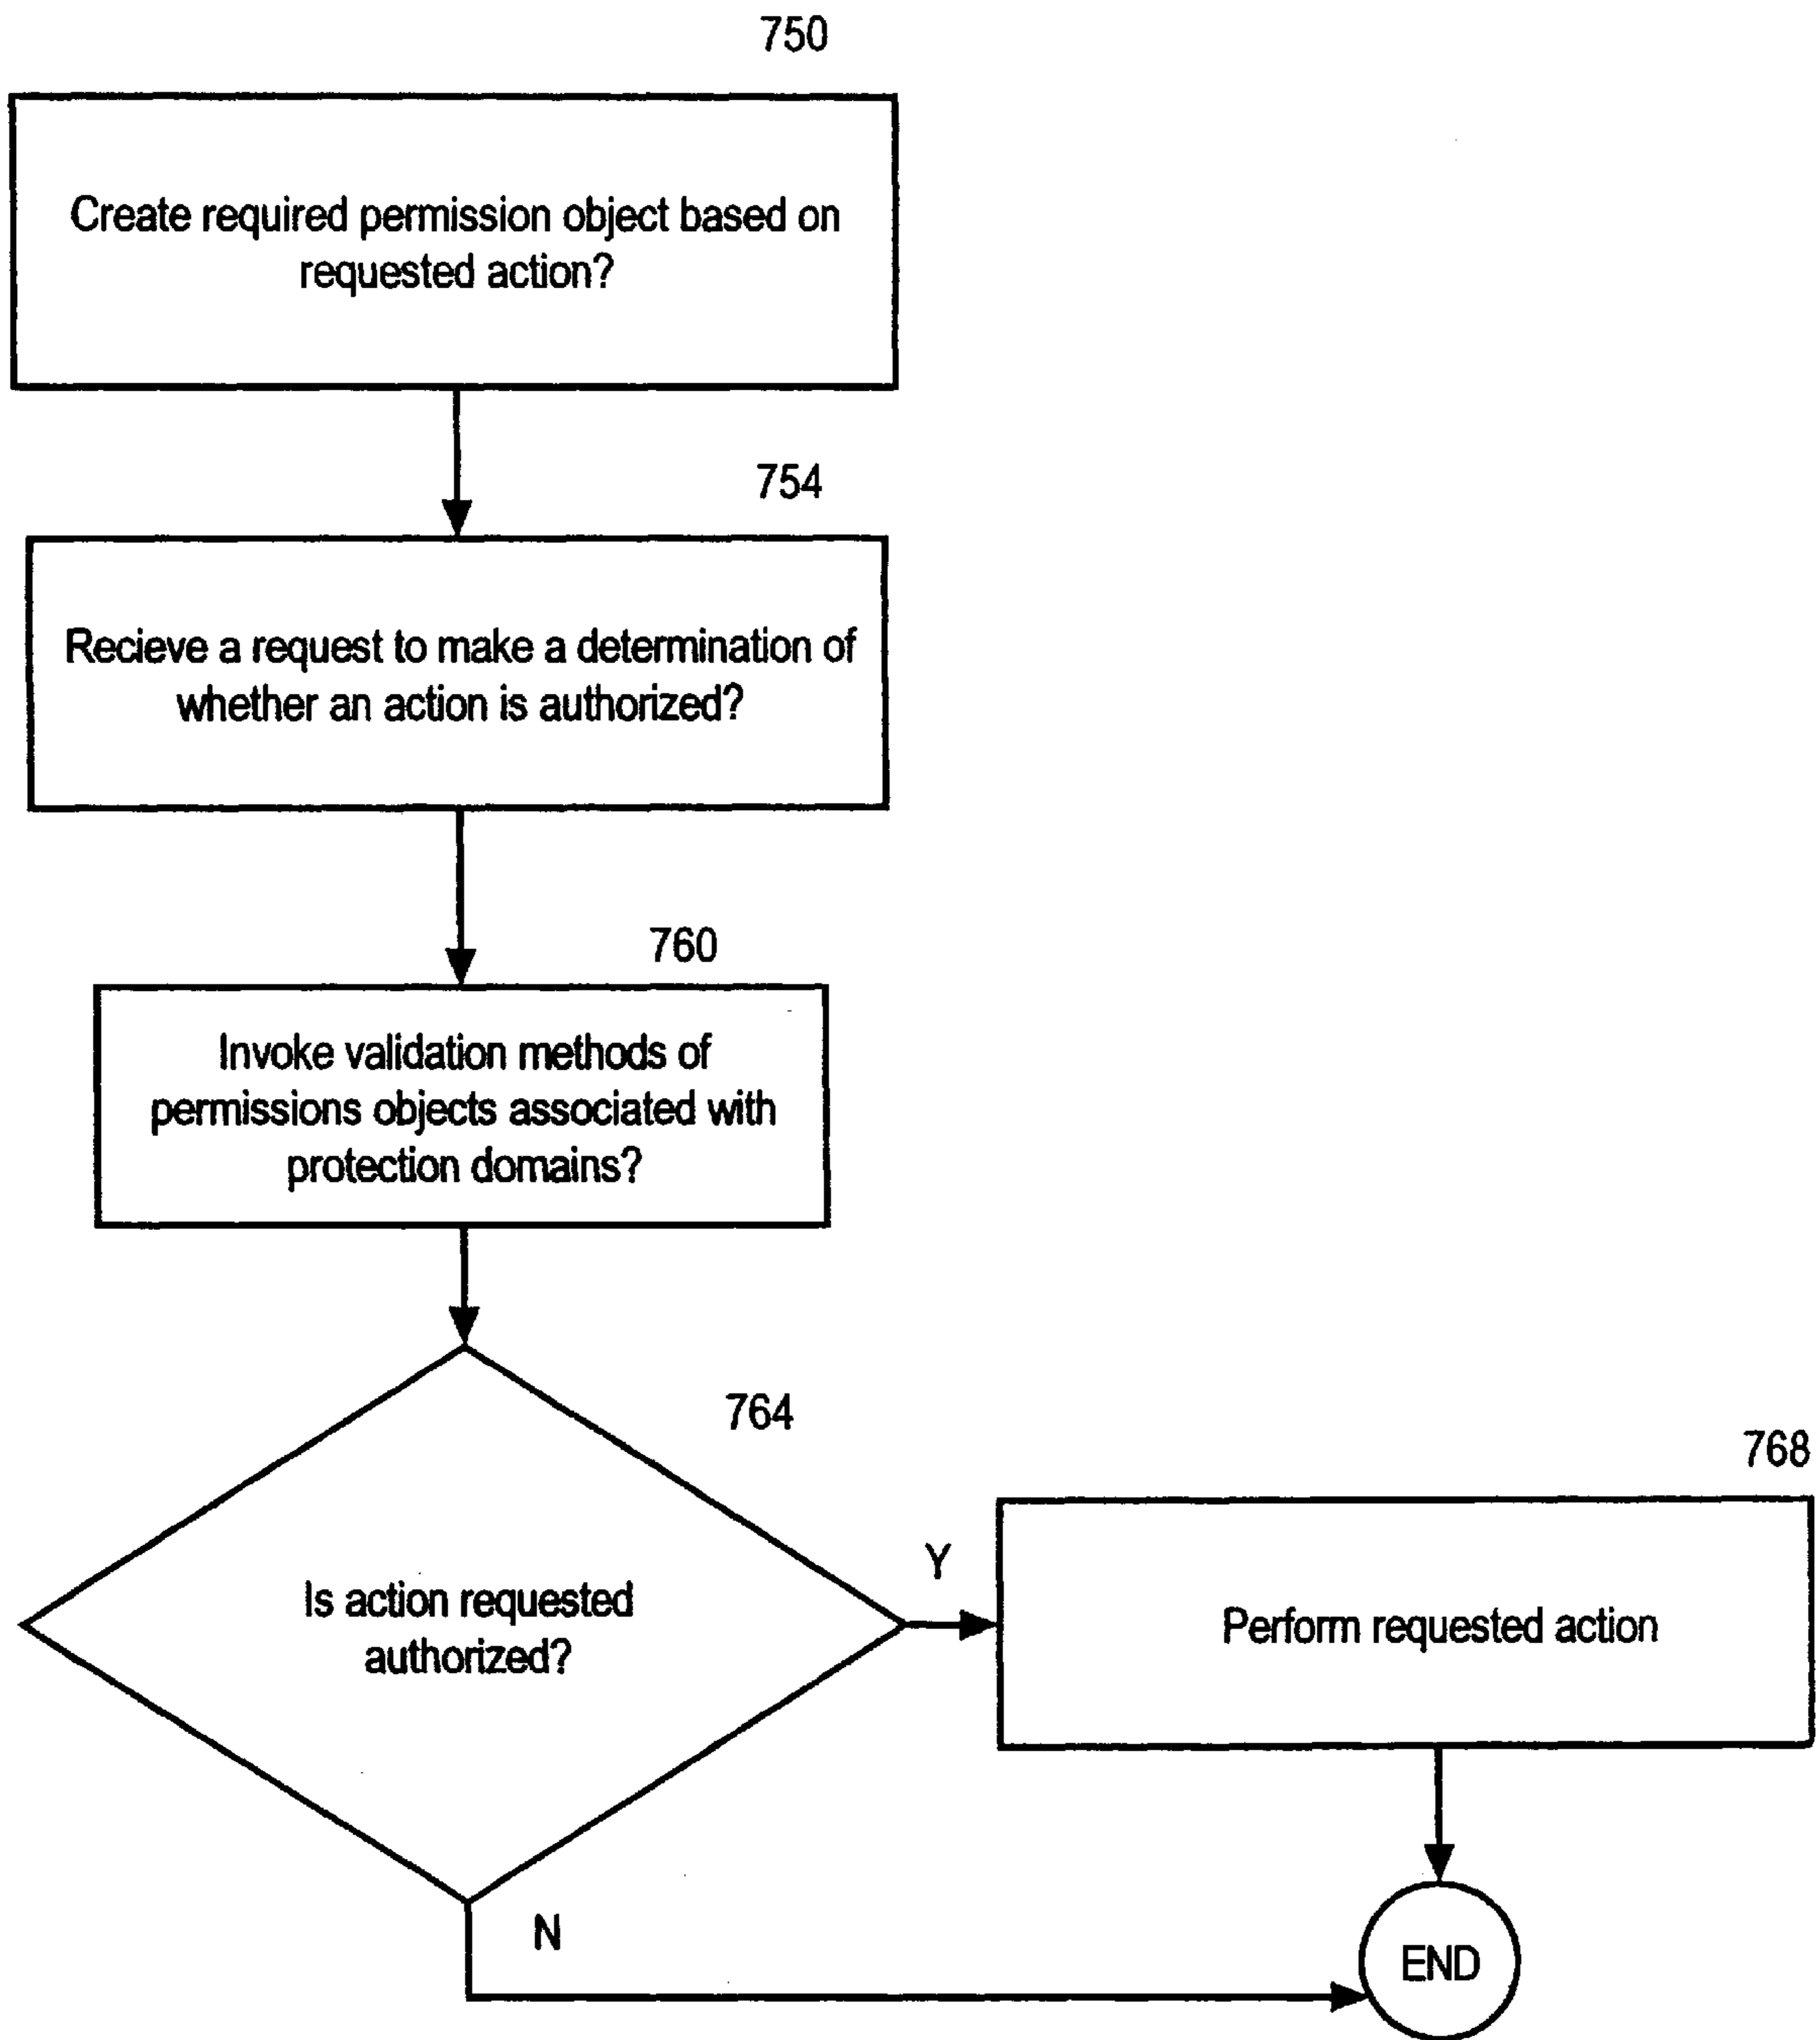 750
Create required permission object based on
requested action?
754
Recieve a request to make a determination of
whether an action is authorized?
760
Invoke validation methods of
permissions objects associated with
protection domains?
764
Is action requested
authorized?
Y
768
Perform requested action
N
END